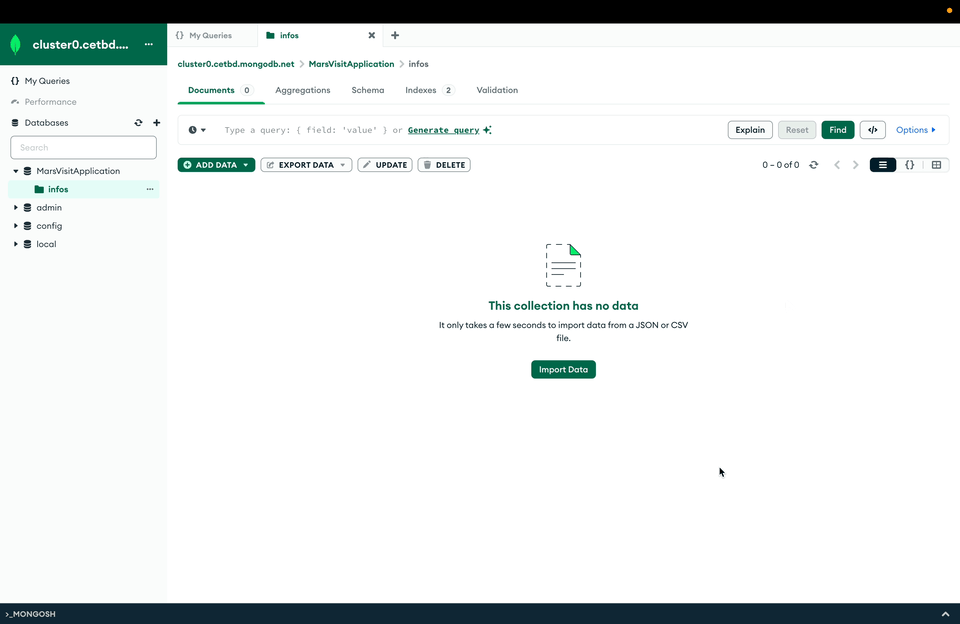 cluster0.cetbd....
My Queries
infos
cluster0.cetbd.mongodb.net
MarsVisitApplication
infos
{} My Queries
Performance
Databases
Search
MarsVisitApplication
infos
admin
config
local
Documents 0
Aggregations
Schema
Indexes 2
Validation
Type a query: { field: 'value' } or Generate query
Explain
Reset
Find
</>
Options
ADD DATA
EXPORT DATA
UPDATE
DELETE
0 – 0 of 0
{}
This collection has no data
It only takes a few seconds to import data from a JSON or CSV
file.
Import Data
>_MONGOSH